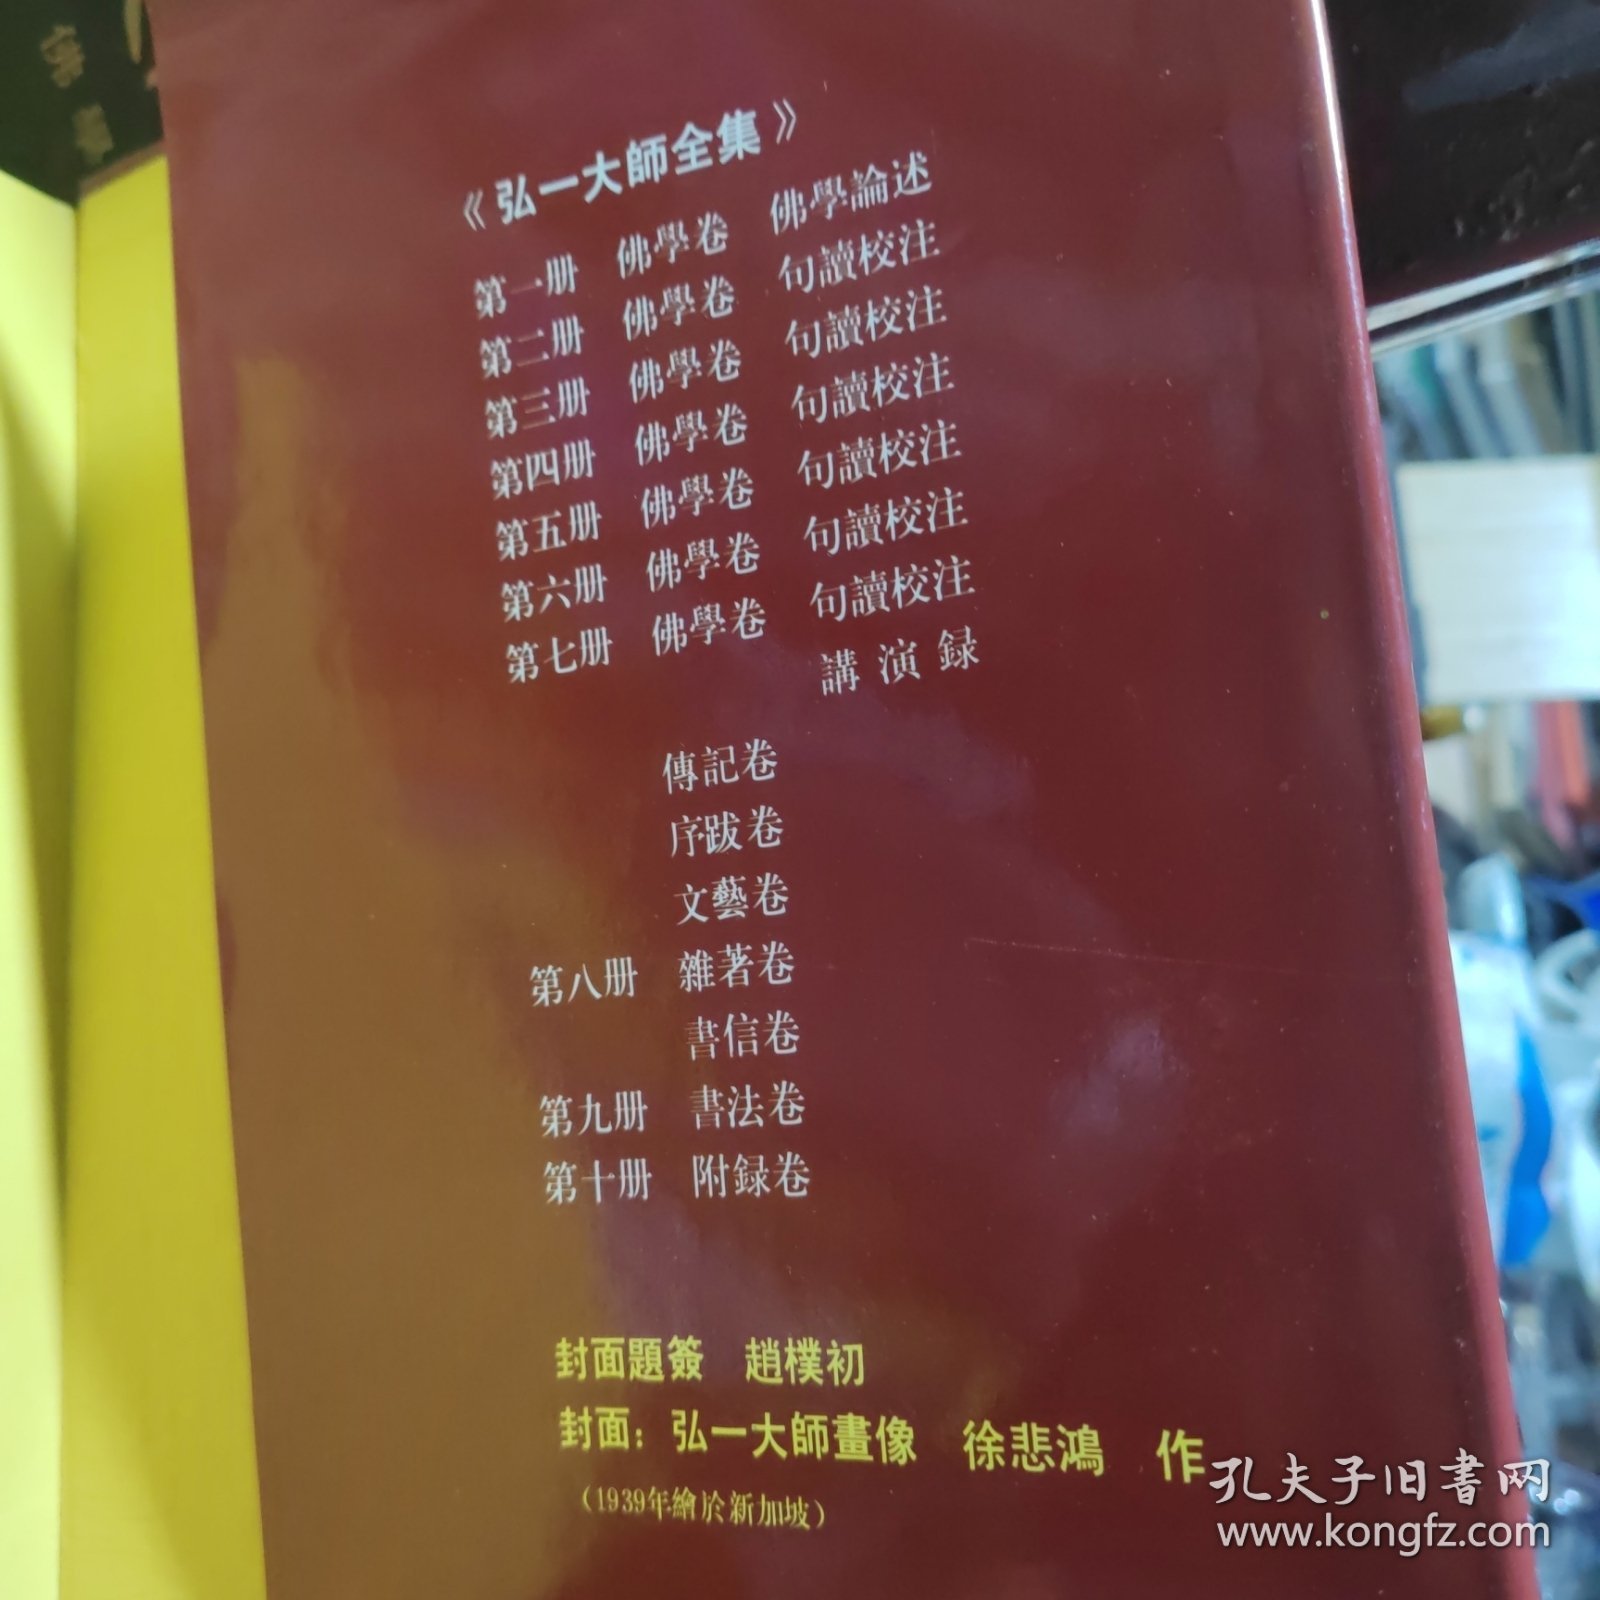 《弘一大師全集》
第一册 佛學卷 佛學論述
第二册 佛學卷 句讀校注
第三册 佛學卷 句讀校注
第四册 佛學卷 句讀校注
第五册 佛學卷 句讀校注
第六册 佛學卷 句讀校注
第七册 佛學卷 句讀校注
講演録
傳記卷
序跋卷
文藝卷
第八册 雜著卷
書信卷
第九册 書法卷
第十册 附録卷
封面題簽 趙樸初
封面：弘一大師畫像 徐悲鴻 作
（1939年繪於新加坡）
孔夫子旧書网
www.kongfz.com